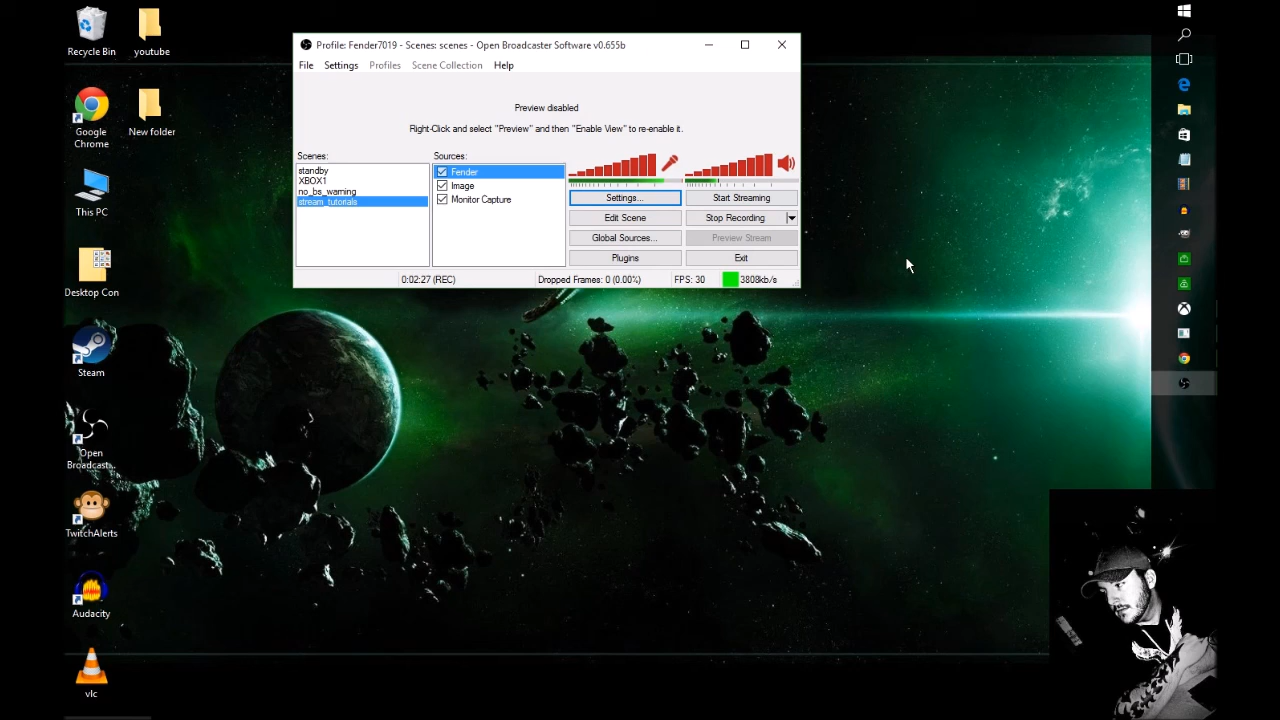 Recycle Bin
youtube
Google
Chrome
New folder
This PC
Desktop Con
Steam
Open
Broadcast...
TwitchAlerts
Audacity
vlc
Profile: Fender7019 - Scenes: scenes - Open Broadcaster Software v0.655b
File Settings Profiles Scene Collection Help
Preview disabled
Right-Click and select "Preview" and then "Enable View" to re-enable it.
Scenes:
standby
XBOX1
no_bs_warning
stream_tutorials
Sources:
Fender
Image
Monitor Capture
Settings...
Start Streaming
Edit Scene
Stop Recording
Global Sources...
Preview Stream
Plugins
Exit
0:02:27 (REC)
Dropped Frames: 0 (0.00%)
FPS: 30
3808kb/s